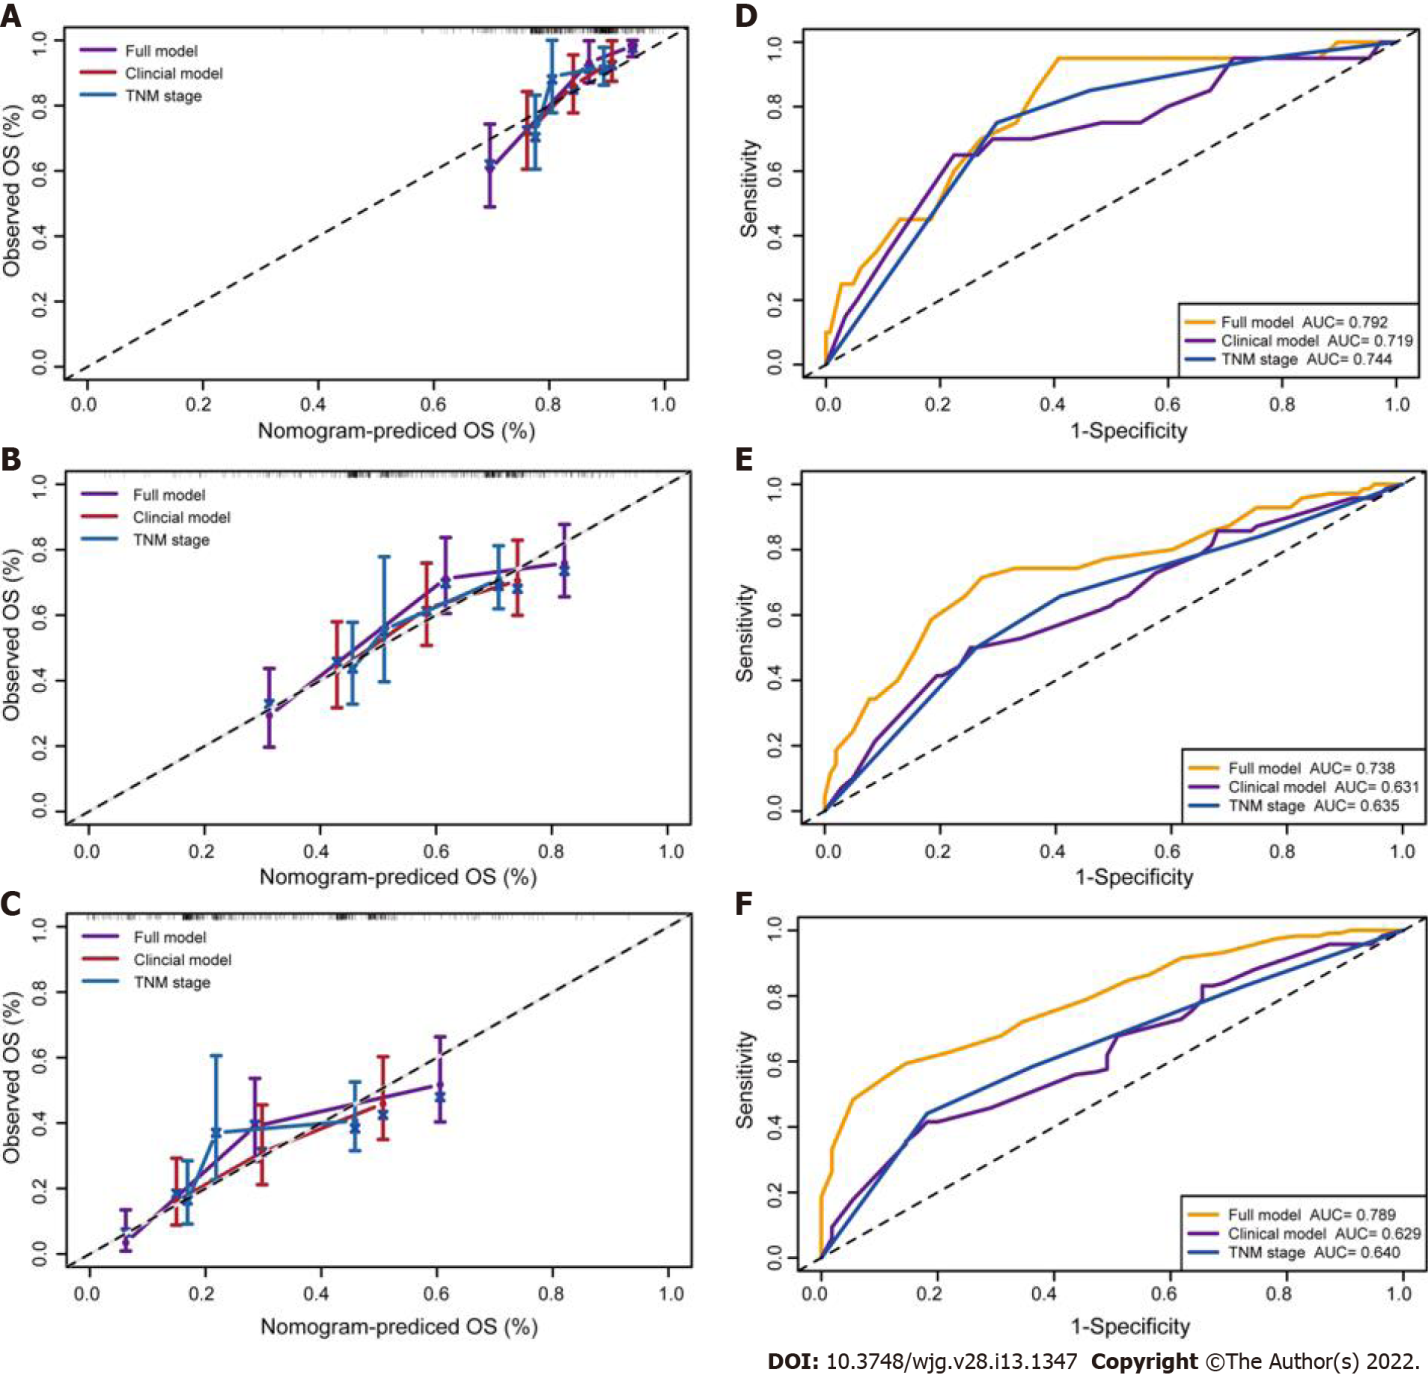 A
Full model
Clincial model
TNM stage
Observed OS (%)
0.0 0.2 0.4 0.6 0.8 1.0
0.0 0.2 0.4 0.6 0.8 1.0
Nomogram-prediced OS (%)
D
Sensitivity
0.0 0.2 0.4 0.6 0.8 1.0
Full model AUC= 0.792
Clinical model AUC= 0.719
TNM stage AUC= 0.744
0.0 0.2 0.4 0.6 0.8 1.0
1-Specificity
B
Full model
Clincial model
TNM stage
Observed OS (%)
0.0 0.2 0.4 0.6 0.8 1.0
0.0 0.2 0.4 0.6 0.8 1.0
Nomogram-prediced OS (%)
E
Sensitivity
0.0 0.2 0.4 0.6 0.8 1.0
Full model AUC= 0.738
Clinical model AUC= 0.631
TNM stage AUC= 0.635
0.0 0.2 0.4 0.6 0.8 1.0
1-Specificity
C
Full model
Clincial model
TNM stage
Observed OS (%)
0.0 0.2 0.4 0.6 0.8 1.0
0.0 0.2 0.4 0.6 0.8 1.0
Nomogram-prediced OS (%)
F
Sensitivity
0.0 0.2 0.4 0.6 0.8 1.0
Full model AUC= 0.789
Clinical model AUC= 0.629
TNM stage AUC= 0.640
0.0 0.2 0.4 0.6 0.8 1.0
1-Specificity
DOI: 10.3748/wjg.v28.i13.1347 Copyright ©The Author(s) 2022.